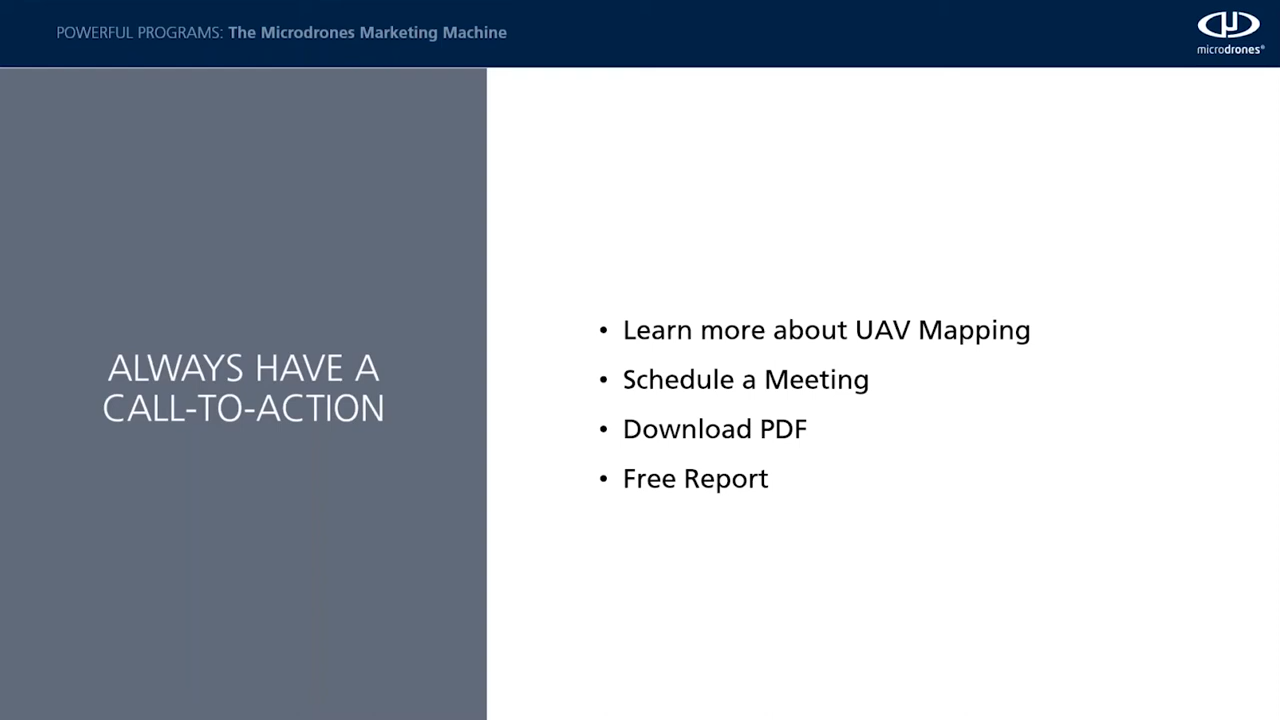 POWERFUL PROGRAMS: The Microdrones Marketing Machine
microdrones®
ALWAYS HAVE A
CALL-TO-ACTION
• Learn more about UAV Mapping
• Schedule a Meeting
• Download PDF
• Free Report